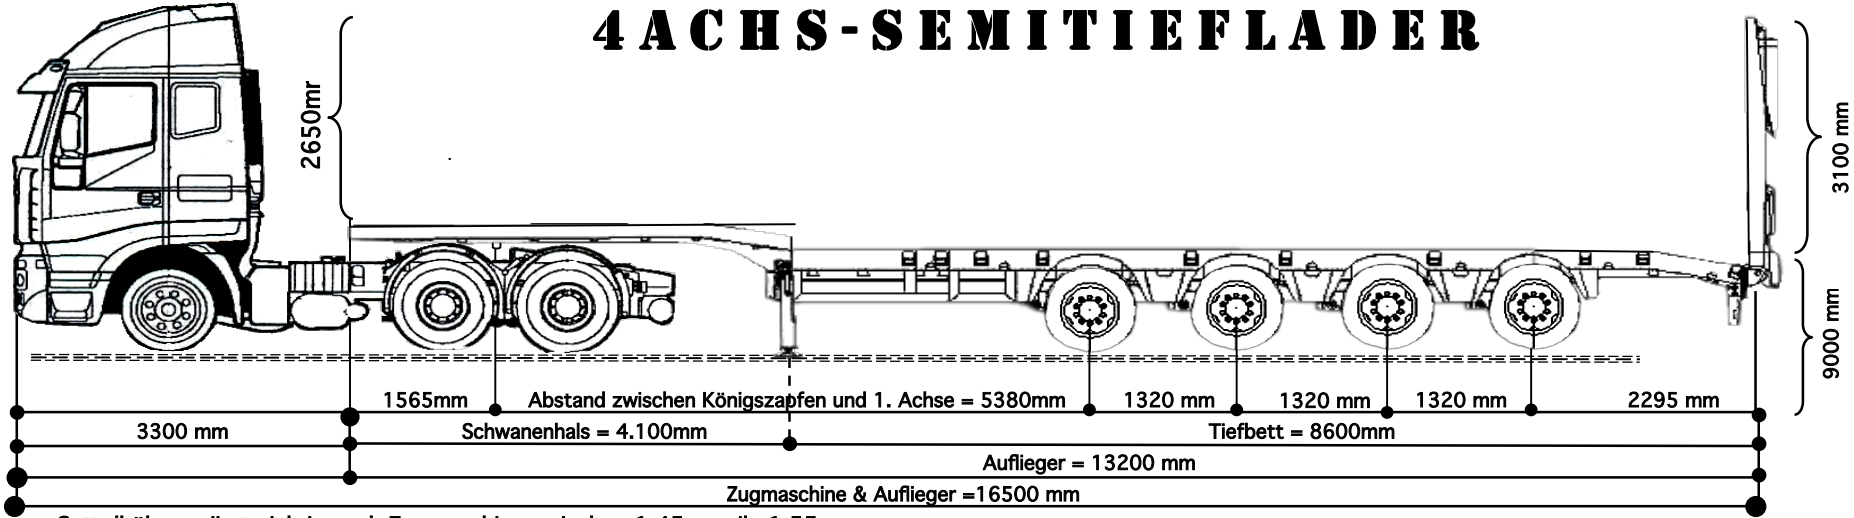 4ACHS-SEMITIEFLADER
2650mr
3100 mm
9000 mm
1565mm
Abstand zwischen Königszapfen und 1. Achse = 5380mm
1320 mm
1320 mm
1320 mm
2295 mm
3300 mm
Schwanenhals = 4.100mm
Tiefbett = 8600mm
Auflieger = 13200 mm
Zugmaschine & Auflieger =16500 mm